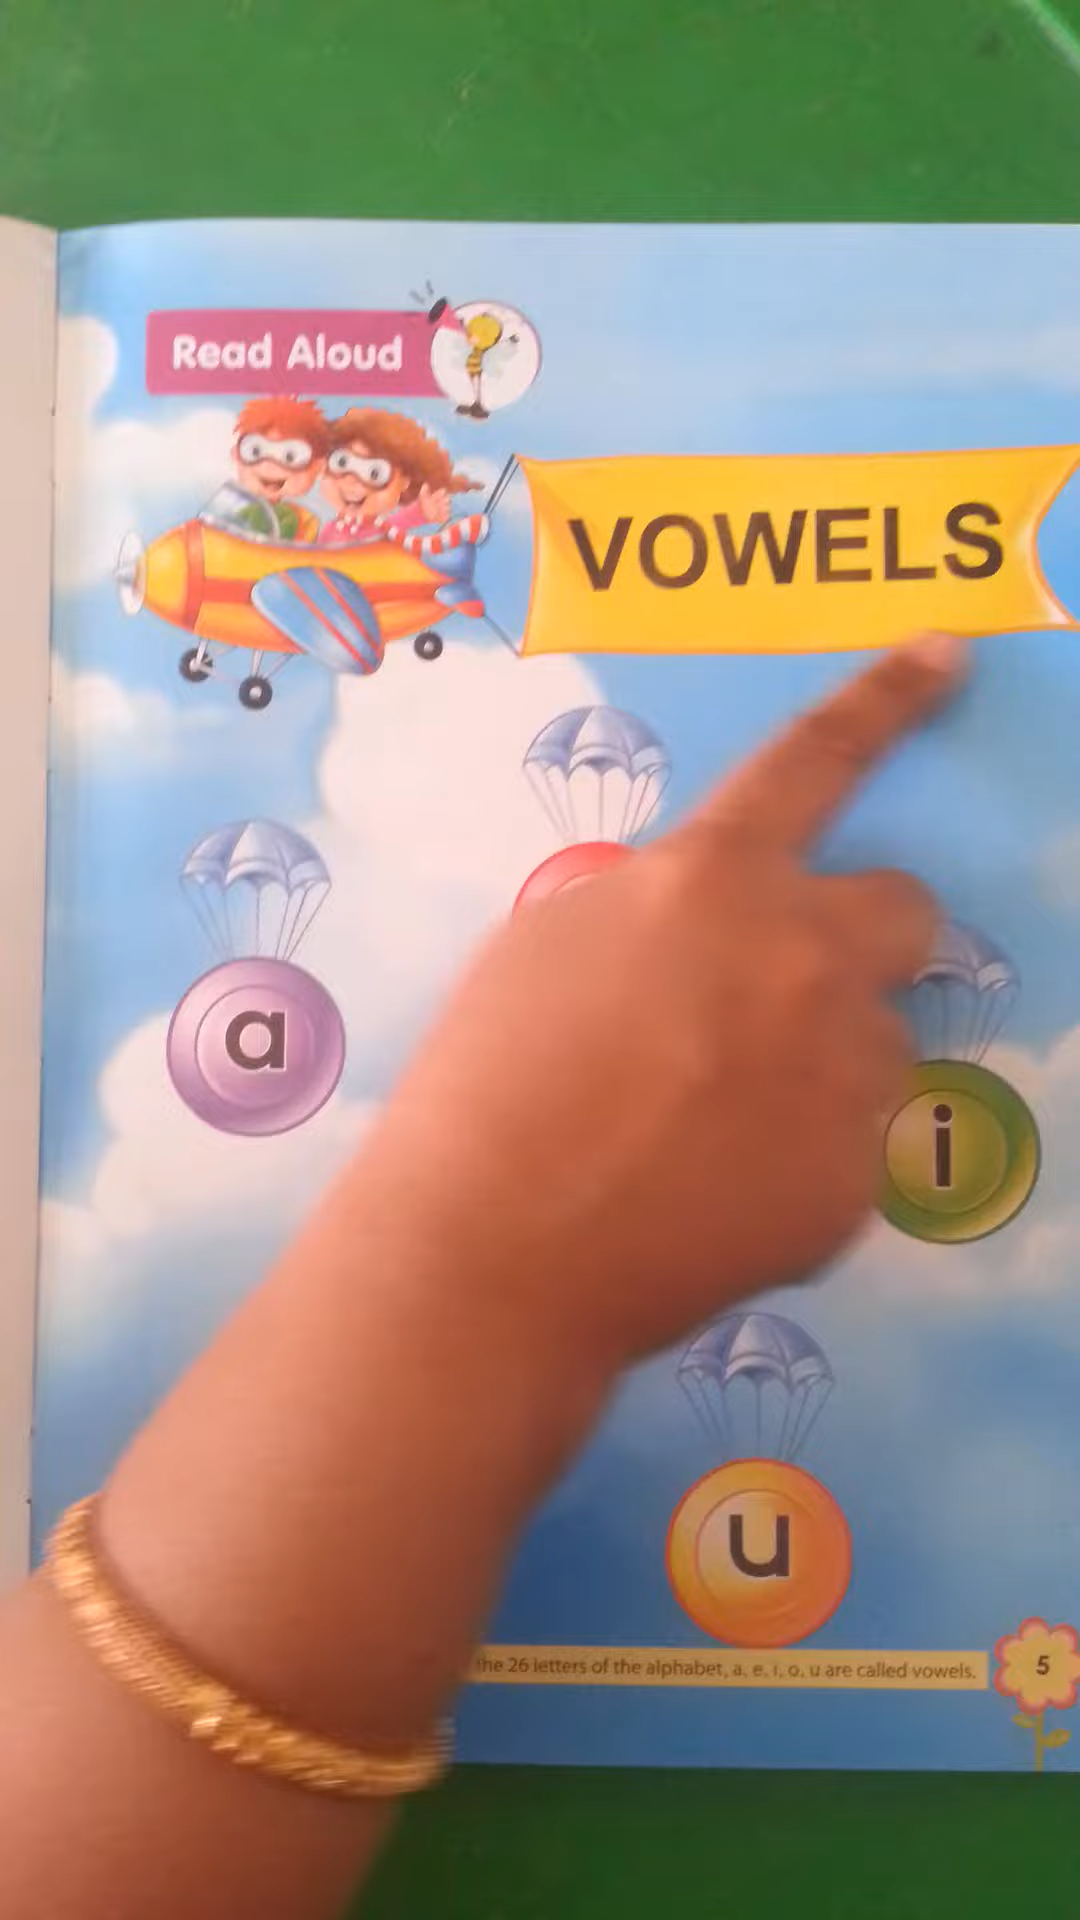 Read Aloud
VOWELS
a
i
u
the 26 letters of the alphabet, a, e, i, o, u are called vowels.
5